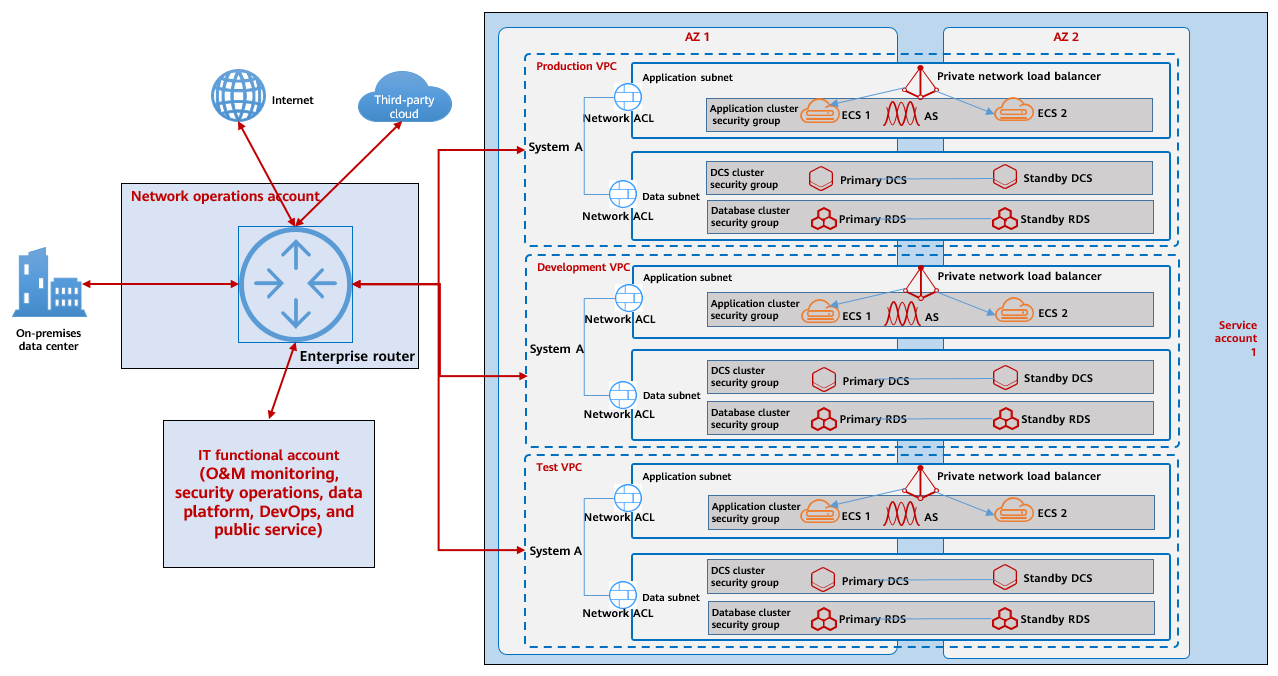 Internet
Third-party
cloud
Network operations account
Enterprise router
On-premises
data center
IT functional account
(O&M monitoring,
security operations, data
platform, DevOps, and
public service)
AZ 1
AZ 2
Service
account
1
Production VPC
Application subnet
Private network load balancer
Network ACL
Application cluster
security group
ECS 1
AS
ECS 2
System A
DCS cluster
security group
Primary DCS
Standby DCS
Data subnet
Network ACL
Database cluster
security group
Primary RDS
Standby RDS
Development VPC
Application subnet
Private network load balancer
Network ACL
Application cluster
security group
ECS 1
AS
ECS 2
System A
DCS cluster
security group
Primary DCS
Standby DCS
Data subnet
Network ACL
Database cluster
security group
Primary RDS
Standby RDS
Test VPC
Application subnet
Private network load balancer
Network ACL
Application cluster
security group
ECS 1
AS
ECS 2
System A
DCS cluster
security group
Primary DCS
Standby DCS
Data subnet
Network ACL
Database cluster
security group
Primary RDS
Standby RDS